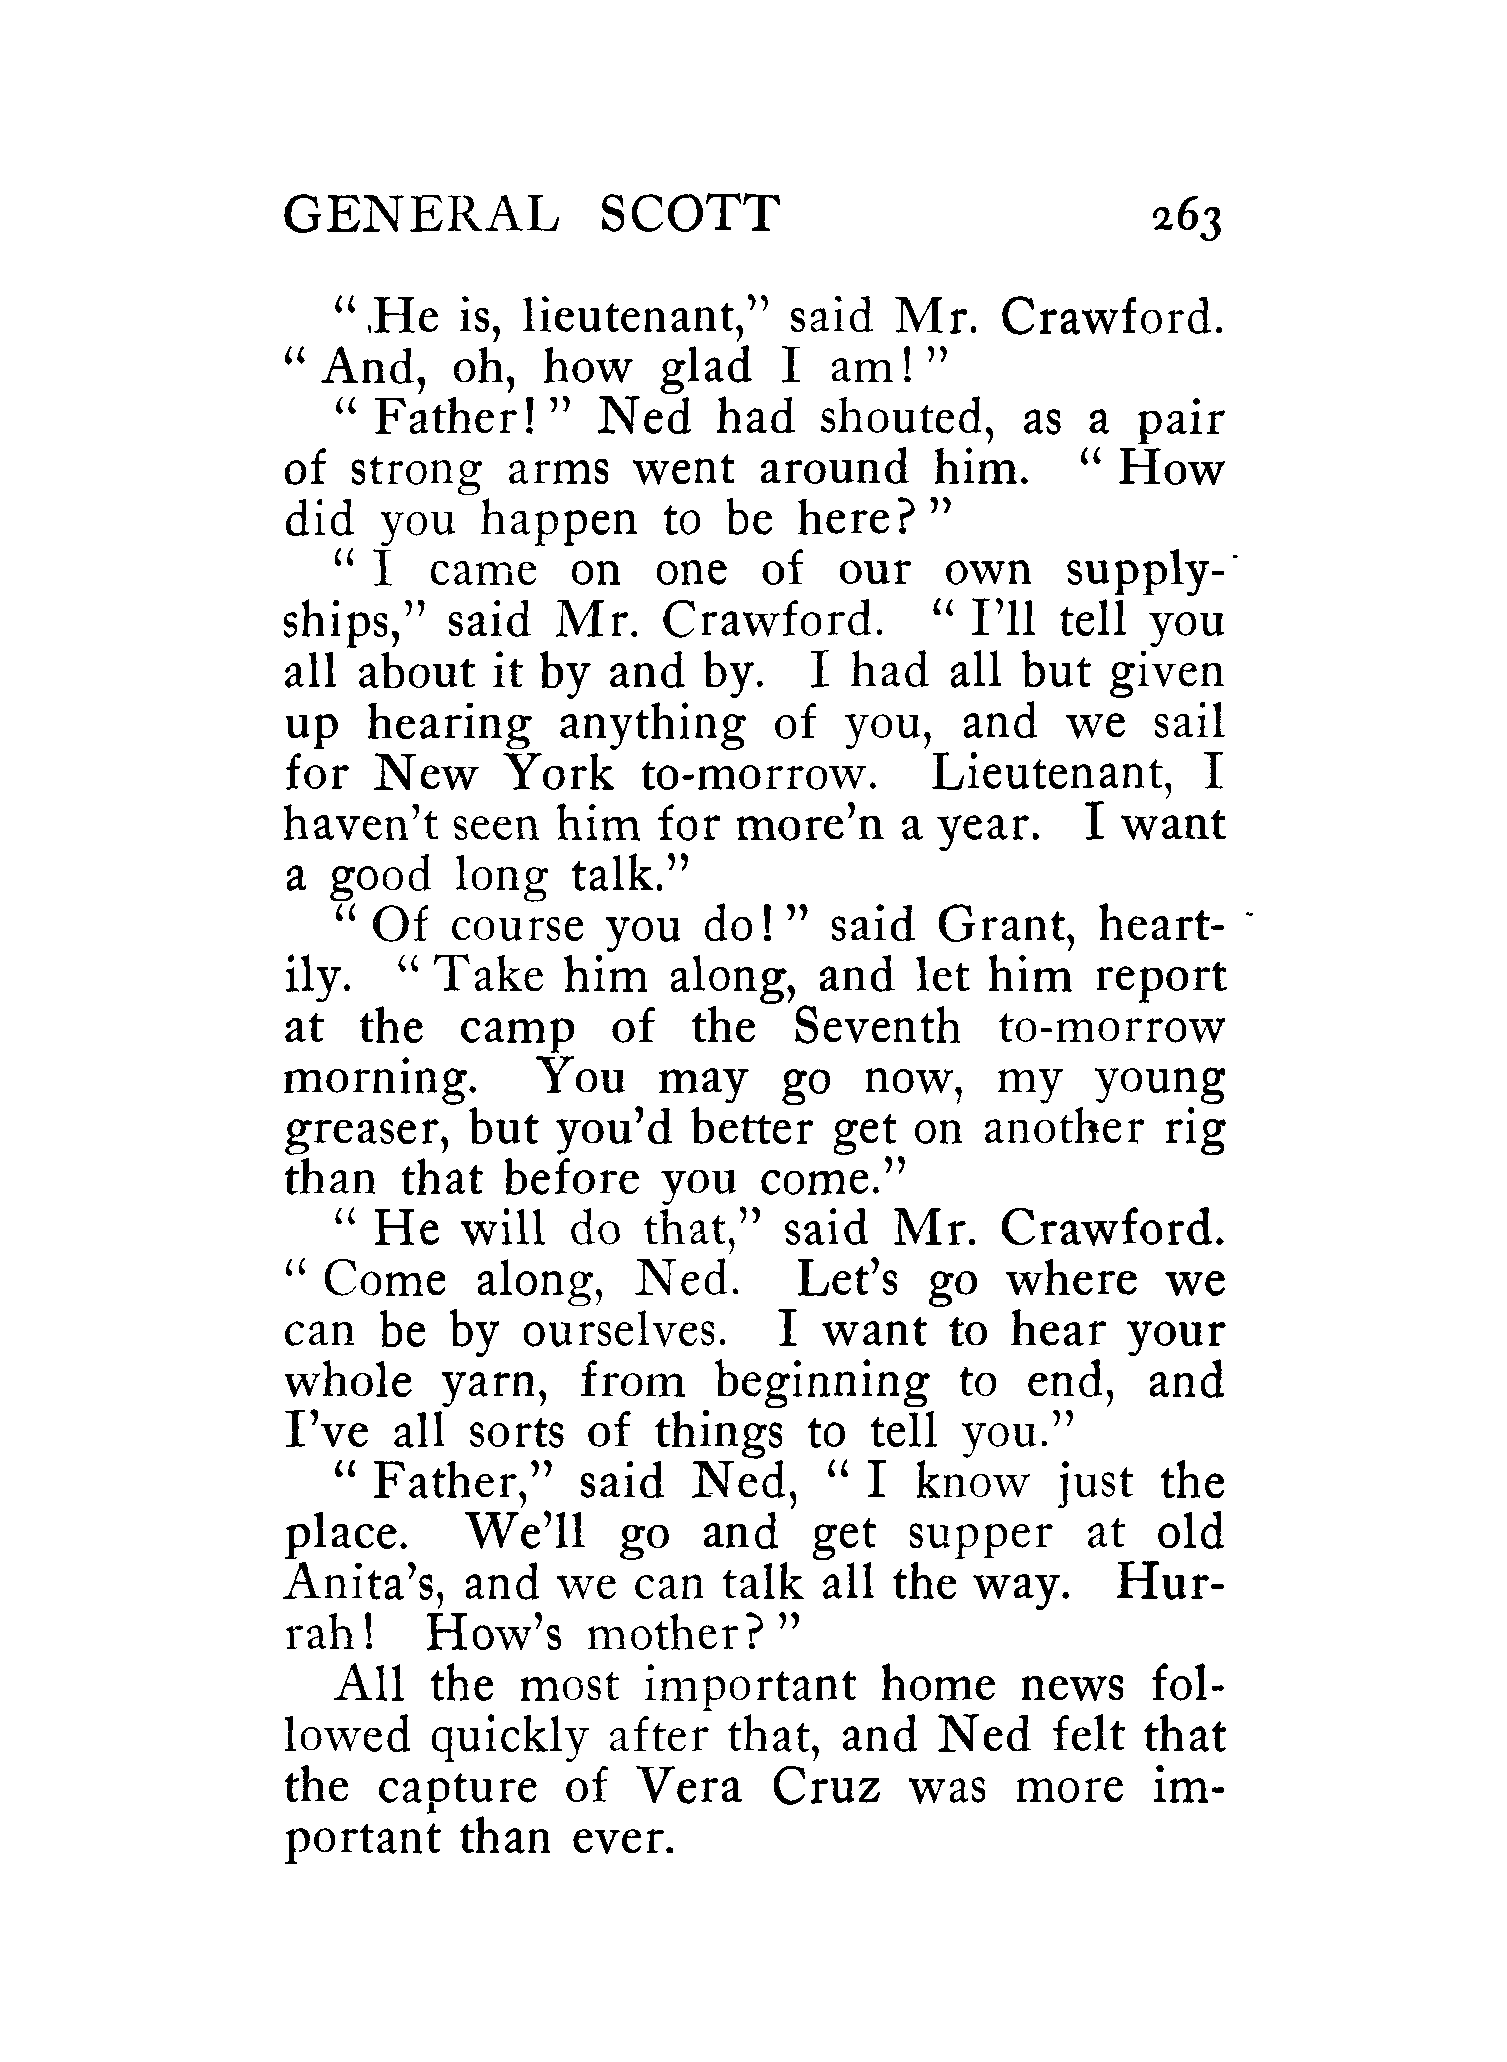 GENERAL SCOTT 263
“ He is, lieutenant,” said Mr. Crawford.
“ And, oh, how glad I am! ”
“ Father! ” Ned had shouted, as a pair
of strong arms went around him. “ How
did you happen to be here? ”
“ I came on one of our own supply-
ships,” said Mr. Crawford. “ I’ll tell you
all about it by and by. I had all but given
up hearing anything of you, and we sail
for New York to-morrow. Lieutenant, I
haven’t seen him for more’n a year. I want
a good long talk.”
“ Of course you do! ” said Grant, heart-
ily. “ Take him along, and let him report
at the camp of the Seventh to-morrow
morning. You may go now, my young
greaser, but you’d better get on another rig
than that before you come.”
“ He will do that,” said Mr. Crawford.
“ Come along, Ned. Let’s go where we
can be by ourselves. I want to hear your
whole yarn, from beginning to end, and
I’ve all sorts of things to tell you.”
“ Father,” said Ned, “ I know just the
place. We’ll go and get supper at old
Anita’s, and we can talk all the way. Hur-
rah! How’s mother? ”
All the most important home news fol-
lowed quickly after that, and Ned felt that
the capture of Vera Cruz was more im-
portant than ever.